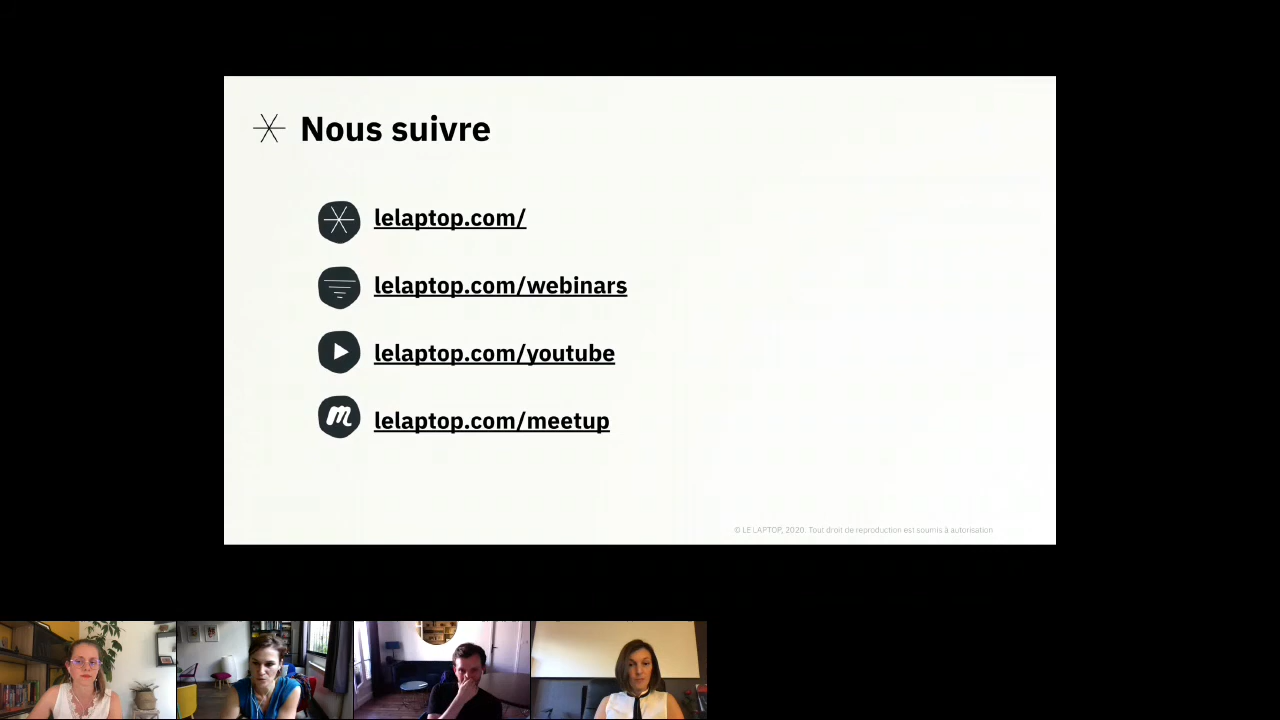 Nous suivre
lelaptop.com/
lelaptop.com/webinars
lelaptop.com/youtube
lelaptop.com/meetup
© LE LAPTOP, 2020. Tout droit de reproduction est soumis à autorisation